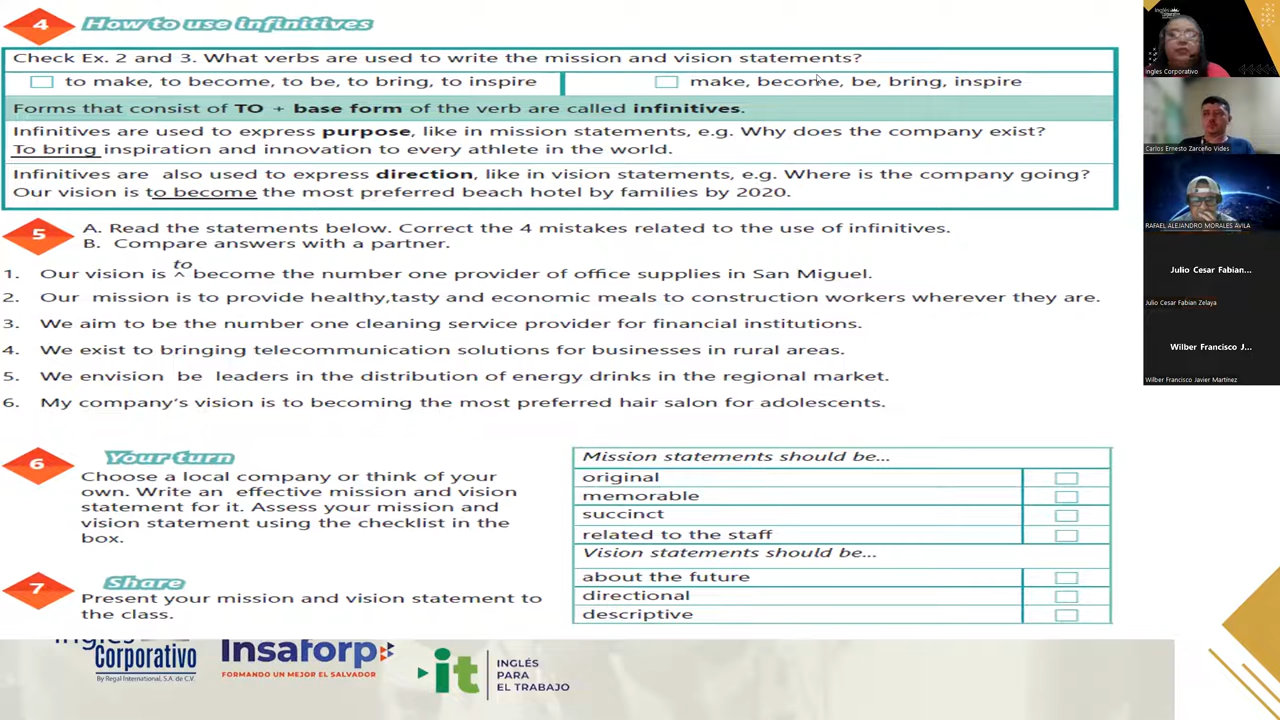 4 How to use infinitives
Check Ex. 2 and 3. What verbs are used to write the mission and vision statements?
to make, to become, to be, to bring, to inspire
make, become, be, bring, inspire
Forms that consist of TO + base form of the verb are called infinitives.
Infinitives are used to express purpose, like in mission statements, e.g. Why does the company exist?
To bring inspiration and innovation to every athlete in the world.
Infinitives are also used to express direction, like in vision statements, e.g. Where is the company going?
Our vision is to become the most preferred beach hotel by families by 2020.
5 A. Read the statements below. Correct the 4 mistakes related to the use of infinitives.
B. Compare answers with a partner.
to
1. Our vision is ^ become the number one provider of office supplies in San Miguel.
2. Our mission is to provide healthy,tasty and economic meals to construction workers wherever they are.
3. We aim to be the number one cleaning service provider for financial institutions.
4. We exist to bringing telecommunication solutions for businesses in rural areas.
5. We envision be leaders in the distribution of energy drinks in the regional market.
6. My company's vision is to becoming the most preferred hair salon for adolescents.
6 Your turn
Choose a local company or think of your
own. Write an effective mission and vision
statement for it. Assess your mission and
vision statement using the checklist in the
box.
Mission statements should be...
original
memorable
succinct
related to the staff
Vision statements should be...
about the future
directional
descriptive
7 Share
Present your mission and vision statement to
the class.
Inglés
Corporativo
By Regal International, S.A. de C.V.
Insaforp
FORMANDO UN MEJOR EL SALVADOR
it
INGLÉS
PARA
EL TRABAJO
Ingles Corporativo
Carlos Ernesto Zarceño Vides
RAFAEL ALEJANDRO MORALES AVILA
Julio Cesar Fabian...
Julio Cesar Fabian Zelaya
Wilber Francisco J...
Wilber Francisco Javier Martínez